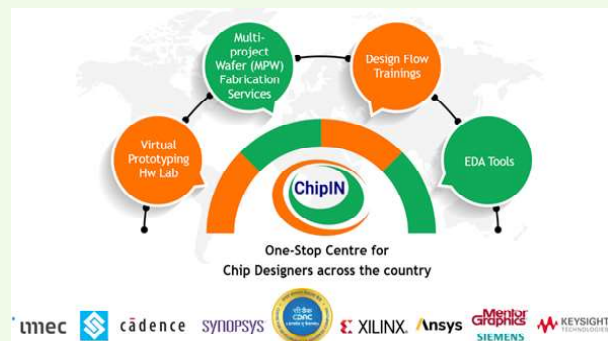 Multi-
project
Wafer (MPW)
Fabrication
Services
Design Flow
Trainings
Virtual
Prototyping
Hw Lab
EDA Tools
ChipIN
One-Stop Centre for
Chip Designers across the country
imec
cādence
SYNOPSYS
CDAC
XILINX
Ansys
Mentor
Graphics
SIEMENS
KEYSIGHT
TECHNOLOGIES